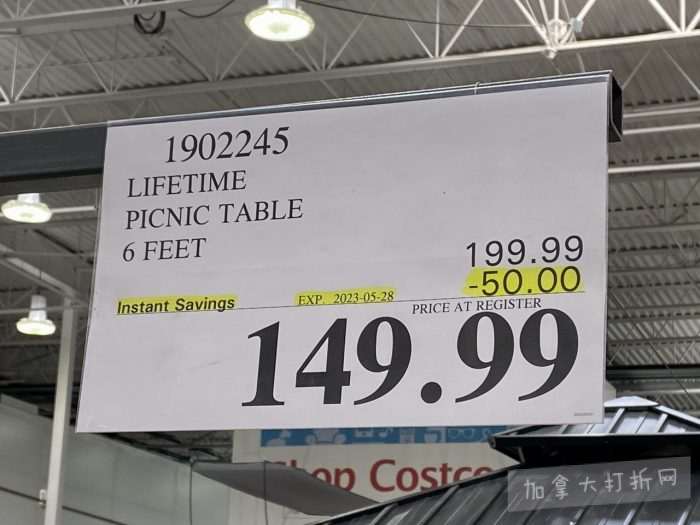 1902245
LIFETIME
PICNIC TABLE
6 FEET
199.99
-50.00
Instant Savings EXP. 2023-05-28 PRICE AT REGISTER
149.99
Shop Costco
加拿大打折网